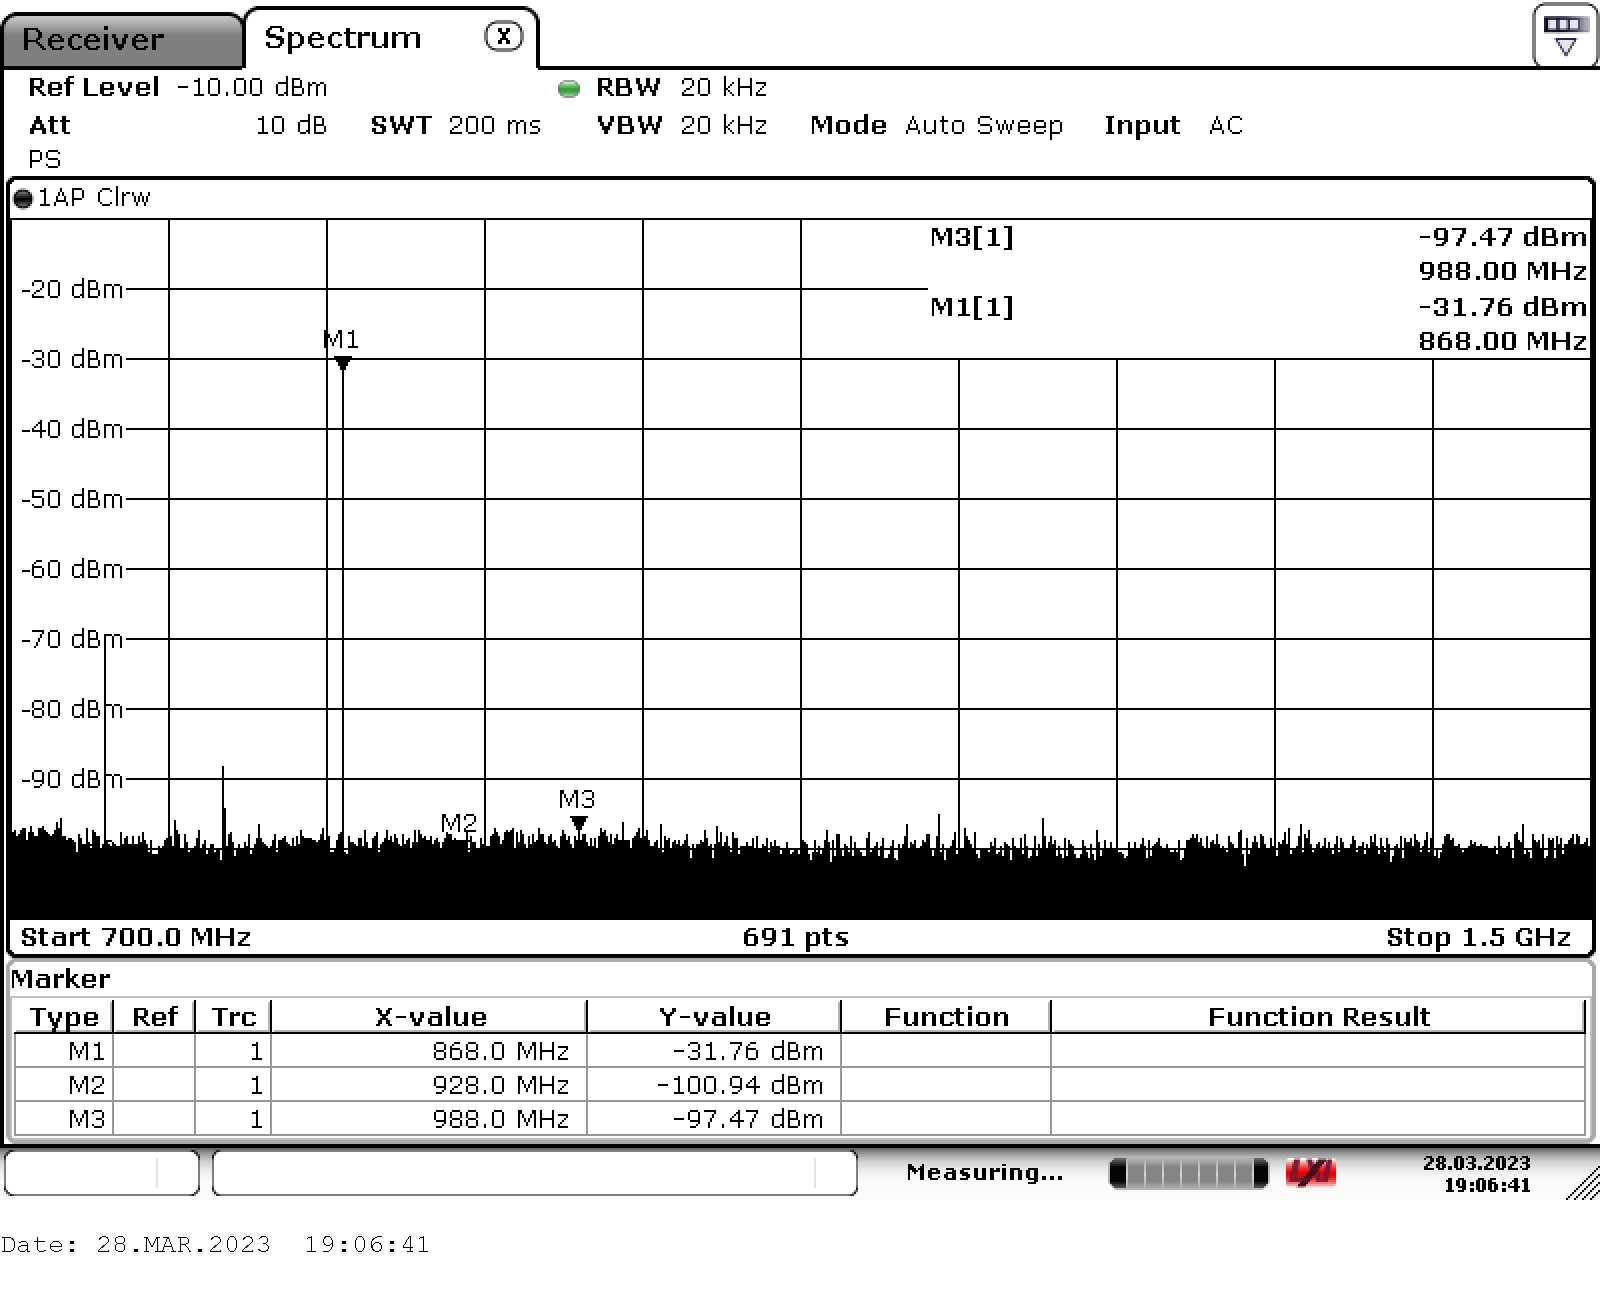 Receiver
Spectrum X
Ref Level -10.00 dBm RBW 20 kHz
Att 10 dB SWT 200 ms VBW 20 kHz Mode Auto Sweep Input AC
PS
1AP Clrw
M3[1] -97.47 dBm
988.00 MHz
-20 dBm
M1[1] -31.76 dBm
868.00 MHz
M1
-30 dBm
-40 dBm
-50 dBm
-60 dBm
-70 dBm
-80 dBm
-90 dBm
M3
M2
Start 700.0 MHz 691 pts Stop 1.5 GHz
Marker
Type Ref Trc X-value Y-value Function Function Result
M1 1 868.0 MHz -31.76 dBm
M2 1 928.0 MHz -100.94 dBm
M3 1 988.0 MHz -97.47 dBm
Measuring... LXI 28.03.2023
19:06:41
Date: 28.MAR.2023 19:06:41